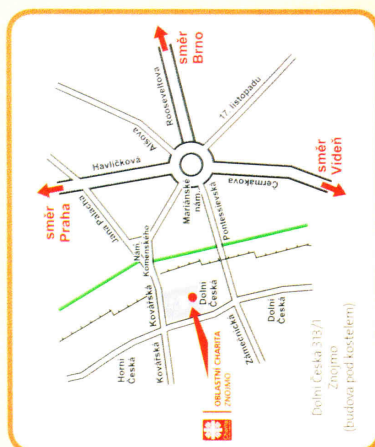 směr
Praha
směr
Brno
směr
Vídeň
Havlíčkova
Alšova
Rooseveltova
17. listopadu
Jana Palacha
Nám.
Komenského
Mariánské
nám.
Pontassievská
Čermákova
Kovářská
Kovářská
Horní
Česká
Dolní
Česká
Dolní
Česká
Zámečnická
Charita
OBLASTNÍ CHARITA
ZNOJMO
Dolní Česká 313/1
Znojmo
(budova pod kostelem)